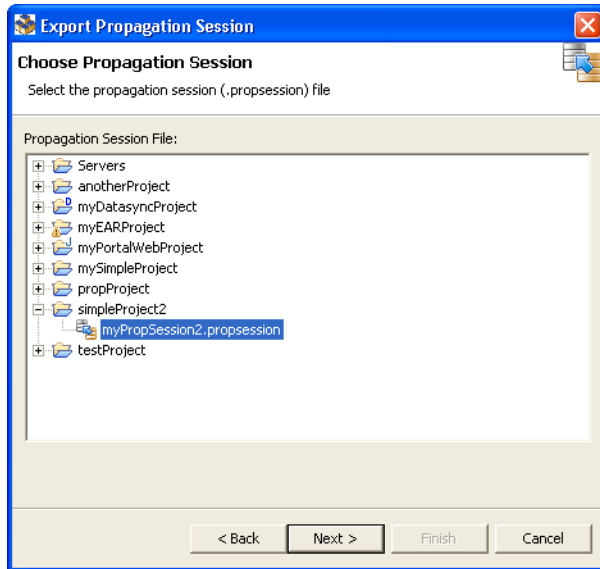 Export Propagation Session
Choose Propagation Session
Select the propagation session (.propsession) file
Propagation Session File:
Servers
anotherProject
myDatasyncProject
myEARProject
myPortalWebProject
mySimpleProject
propProject
simpleProject2
myPropSession2.propsession
testProject
< Back Next > Finish Cancel